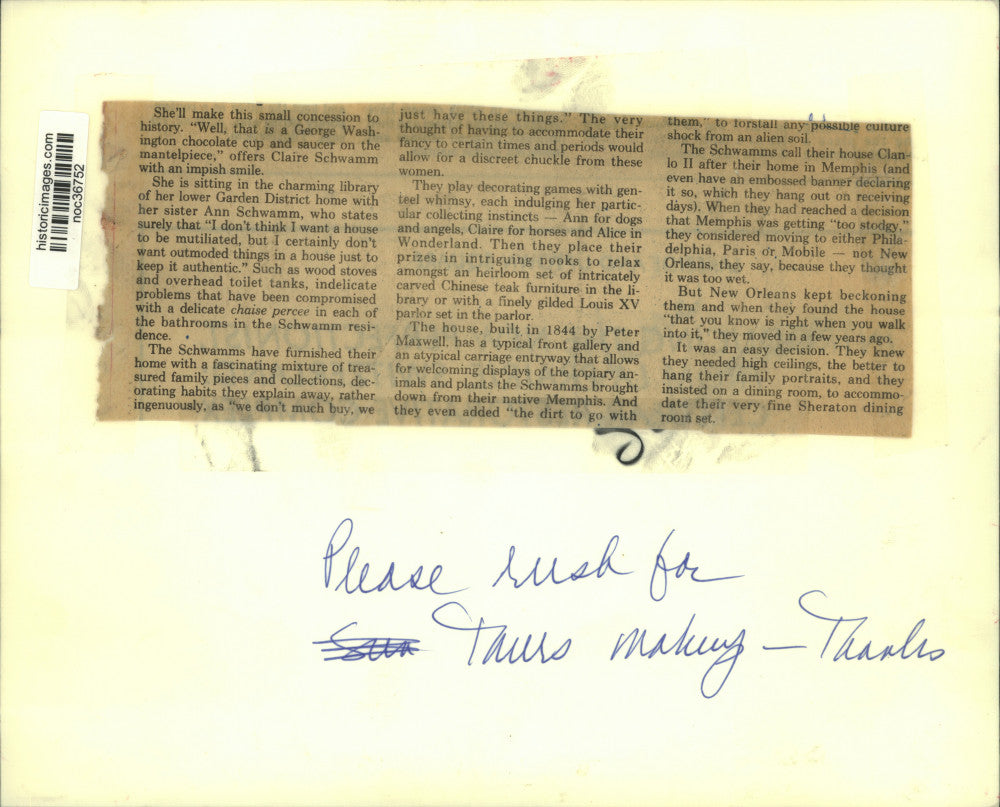 historicimages.com
noc36752
She'll make this small concession to
history. "Well, that is a George Wash-
ington chocolate cup and saucer on the
mantelpiece," offers Claire Schwamm
with an impish smile.
She is sitting in the charming library
of her lower Garden District home with
her sister Ann Schwamm, who states
surely that "I don't think I want a house
to be mutiliated, but I certainly don't
want outmoded things in a house just to
keep it authentic." Such as wood stoves
and overhead toilet tanks, indelicate
problems that have been compromised
with a delicate chaise percee in each of
the bathrooms in the Schwamm resi-
dence.
The Schwamms have furnished their
home with a fascinating mixture of trea-
sured family pieces and collections, dec-
orating habits they explain away, rather
ingenuously, as "we don't much buy, we
just have these things." The very
thought of having to accommodate their
fancy to certain times and periods would
allow for a discreet chuckle from these
women.
They play decorating games with gen-
teel whimsy, each indulging her partic-
ular collecting instincts — Ann for dogs
and angels, Claire for horses and Alice in
Wonderland. Then they place their
prizes in intriguing nooks to relax
amongst an heirloom set of intricately
carved Chinese teak furniture in the li-
brary or with a finely gilded Louis XV
parlor set in the parlor.
The house, built in 1844 by Peter
Maxwell, has a typical front gallery and
an atypical carriage entryway that allows
for welcoming displays of the topiary an-
imals and plants the Schwamms brought
down from their native Memphis. And
they even added "the dirt to go with
them," to forstall any possible culture
shock from an alien soil.
The Schwamms call their house Clan-
lo II after their home in Memphis (and
even have an embossed banner declaring
it so, which they hang out on receiving
days). When they had reached a decision
that Memphis was getting "too stodgy,"
they considered moving to either Phila-
delphia, Paris or Mobile — not New
Orleans, they say, because they thought
it was too wet.
But New Orleans kept beckoning
them and when they found the house
"that you know is right when you walk
into it," they moved in a few years ago.
It was an easy decision. They knew
they needed high ceilings, the better to
hang their family portraits, and they
insisted on a dining room, to accommo-
date their very fine Sheraton dining
room set.
Please rush for
Thurs makeup — Thanks